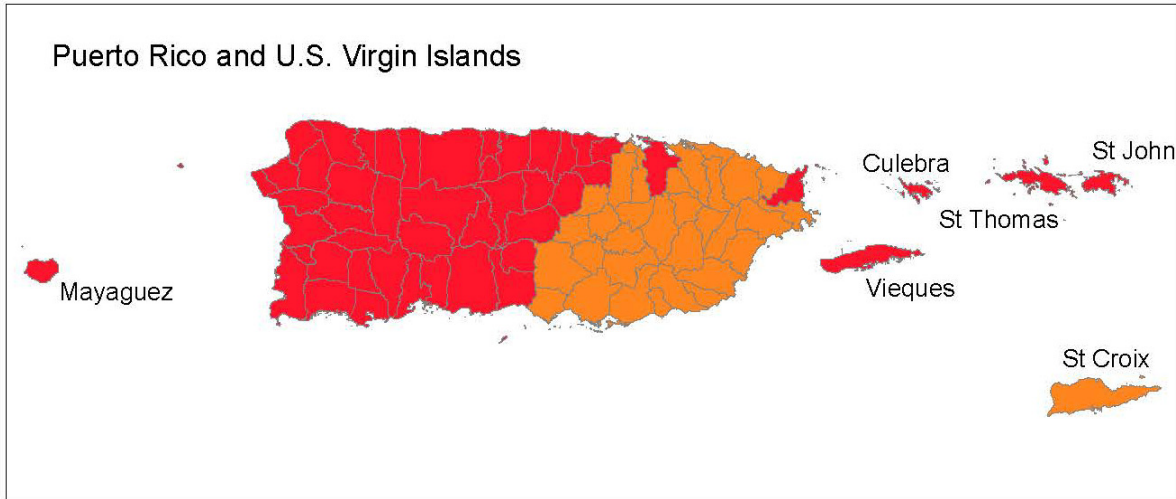 Puerto Rico and U.S. Virgin Islands
St John
Culebra
St Thomas
Mayaguez
Vieques
St Croix